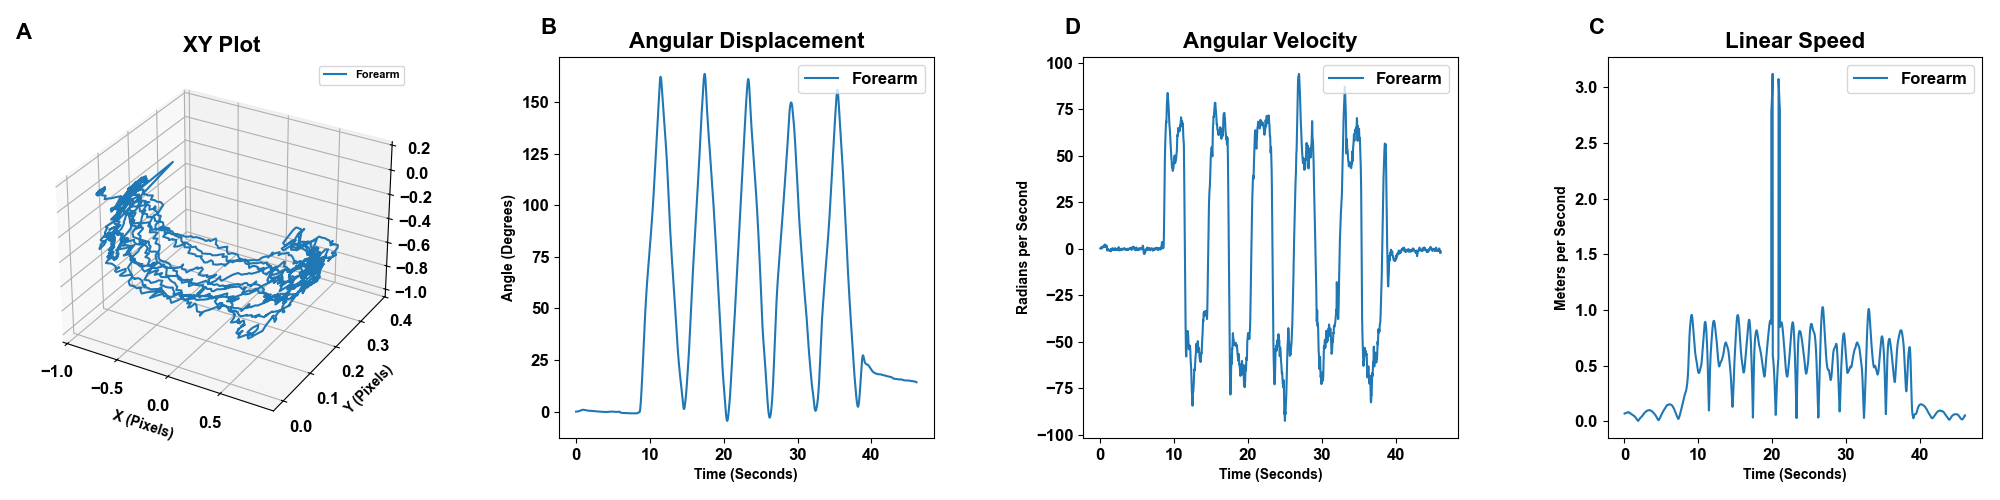 A
XY Plot
Forearm
0.2
0.0
−0.2
−0.4
−0.6
−0.8
−1.0
0.4
0.3
0.2
0.1
0.0
−1.0
−0.5
0.0
0.5
X (Pixels)
Y (Pixels)
B
Angular Displacement
Forearm
150
125
100
75
50
25
0
Angle (Degrees)
0 10 20 30 40
Time (Seconds)
D
Angular Velocity
Forearm
100
75
50
25
0
−25
−50
−75
−100
Radians per Second
0 10 20 30 40
Time (Seconds)
C
Linear Speed
Forearm
3.0
2.5
2.0
1.5
1.0
0.5
0.0
Meters per Second
0 10 20 30 40
Time (Seconds)